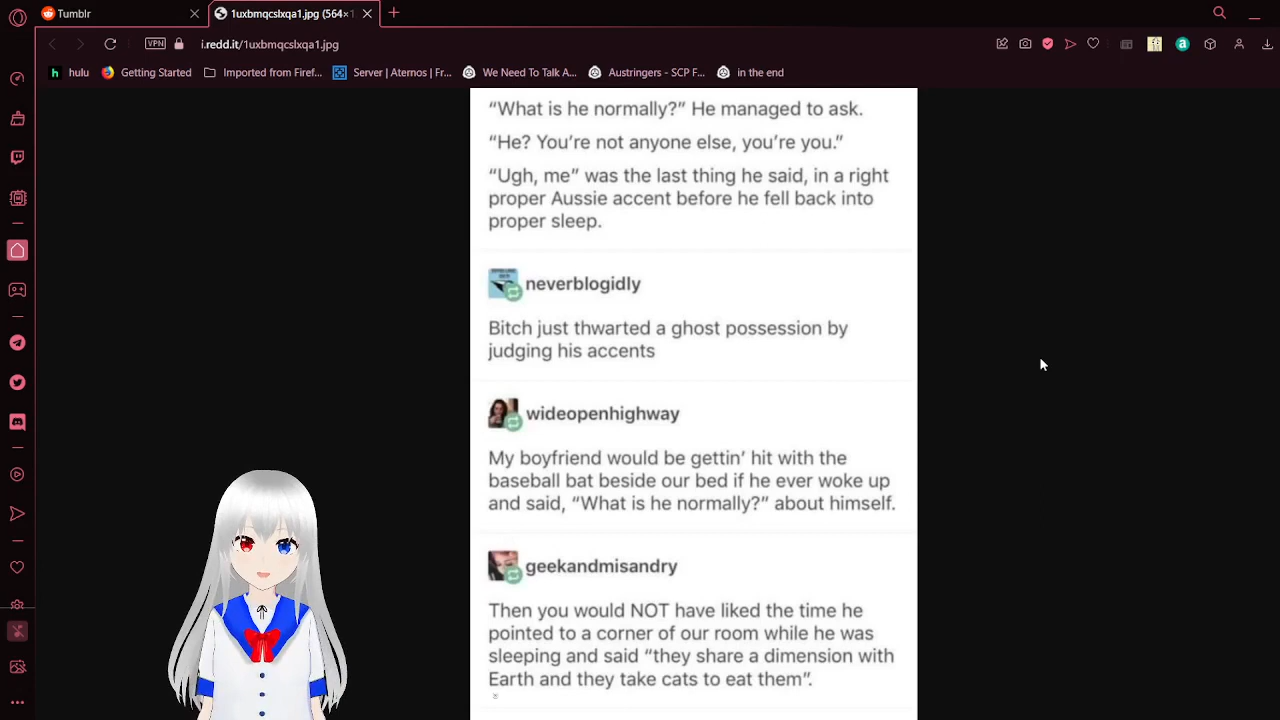 Tumblr
1uxbmqcslxqa1.jpg (564×1
VPN
i.redd.it/1uxbmqcslxqa1.jpg
h hulu
Getting Started
Imported from Firef...
Server | Aternos | Fr...
We Need To Talk A...
Austringers - SCP F...
in the end
“What is he normally?” He managed to ask.
“He? You’re not anyone else, you’re you.”
“Ugh, me” was the last thing he said, in a right
proper Aussie accent before he fell back into
proper sleep.
neverblogidly
Bitch just thwarted a ghost possession by
judging his accents
wideopenhighway
My boyfriend would be gettin’ hit with the
baseball bat beside our bed if he ever woke up
and said, “What is he normally?” about himself.
geekandmisandry
Then you would NOT have liked the time he
pointed to a corner of our room while he was
sleeping and said “they share a dimension with
Earth and they take cats to eat them”.